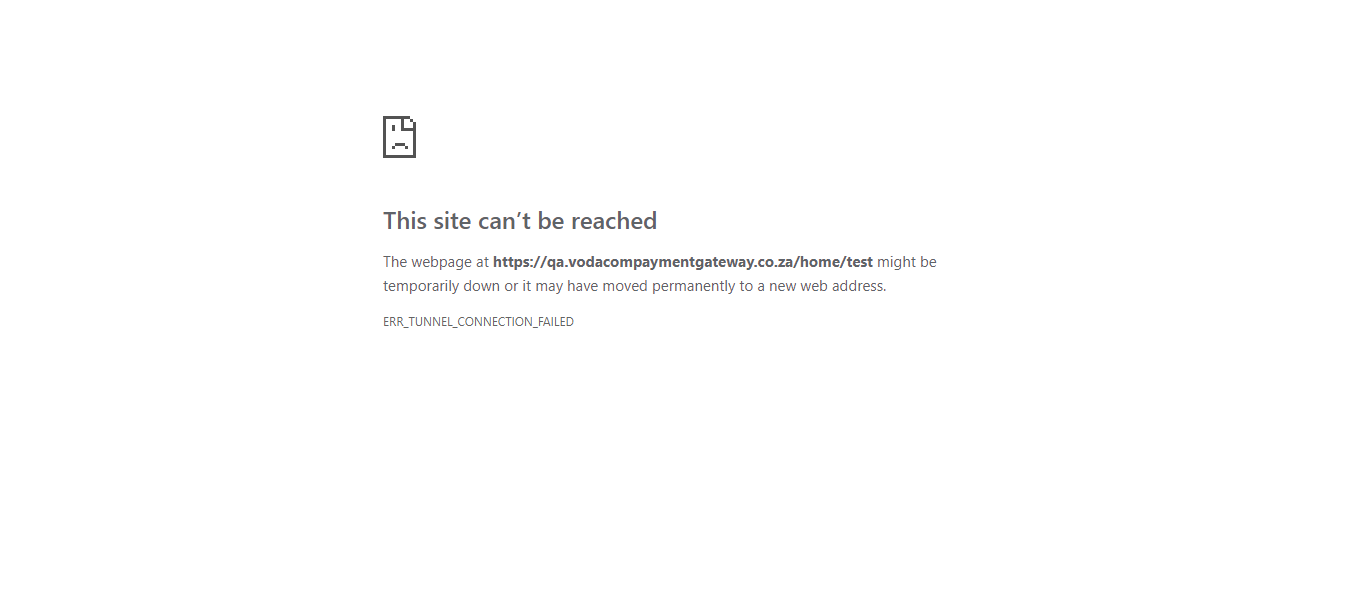 This site can’t be reached
The webpage at https://qa.vodacompaymentgateway.co.za/home/test might be
temporarily down or it may have moved permanently to a new web address.
ERR_TUNNEL_CONNECTION_FAILED